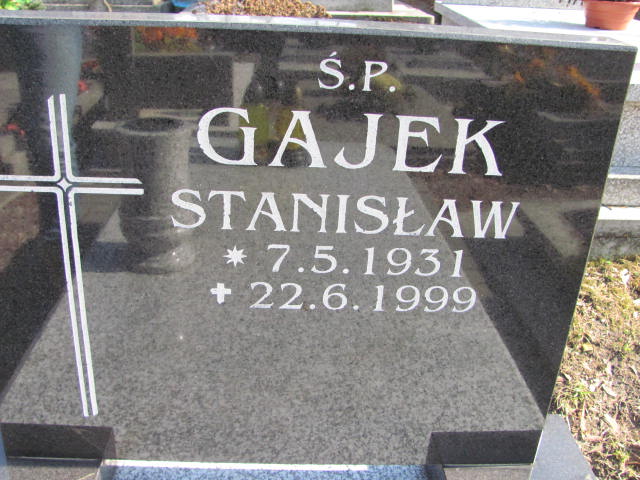 Ś.P.
GAJEK
STANISŁAW
* 7.5.1931
✝ 22.6.1999